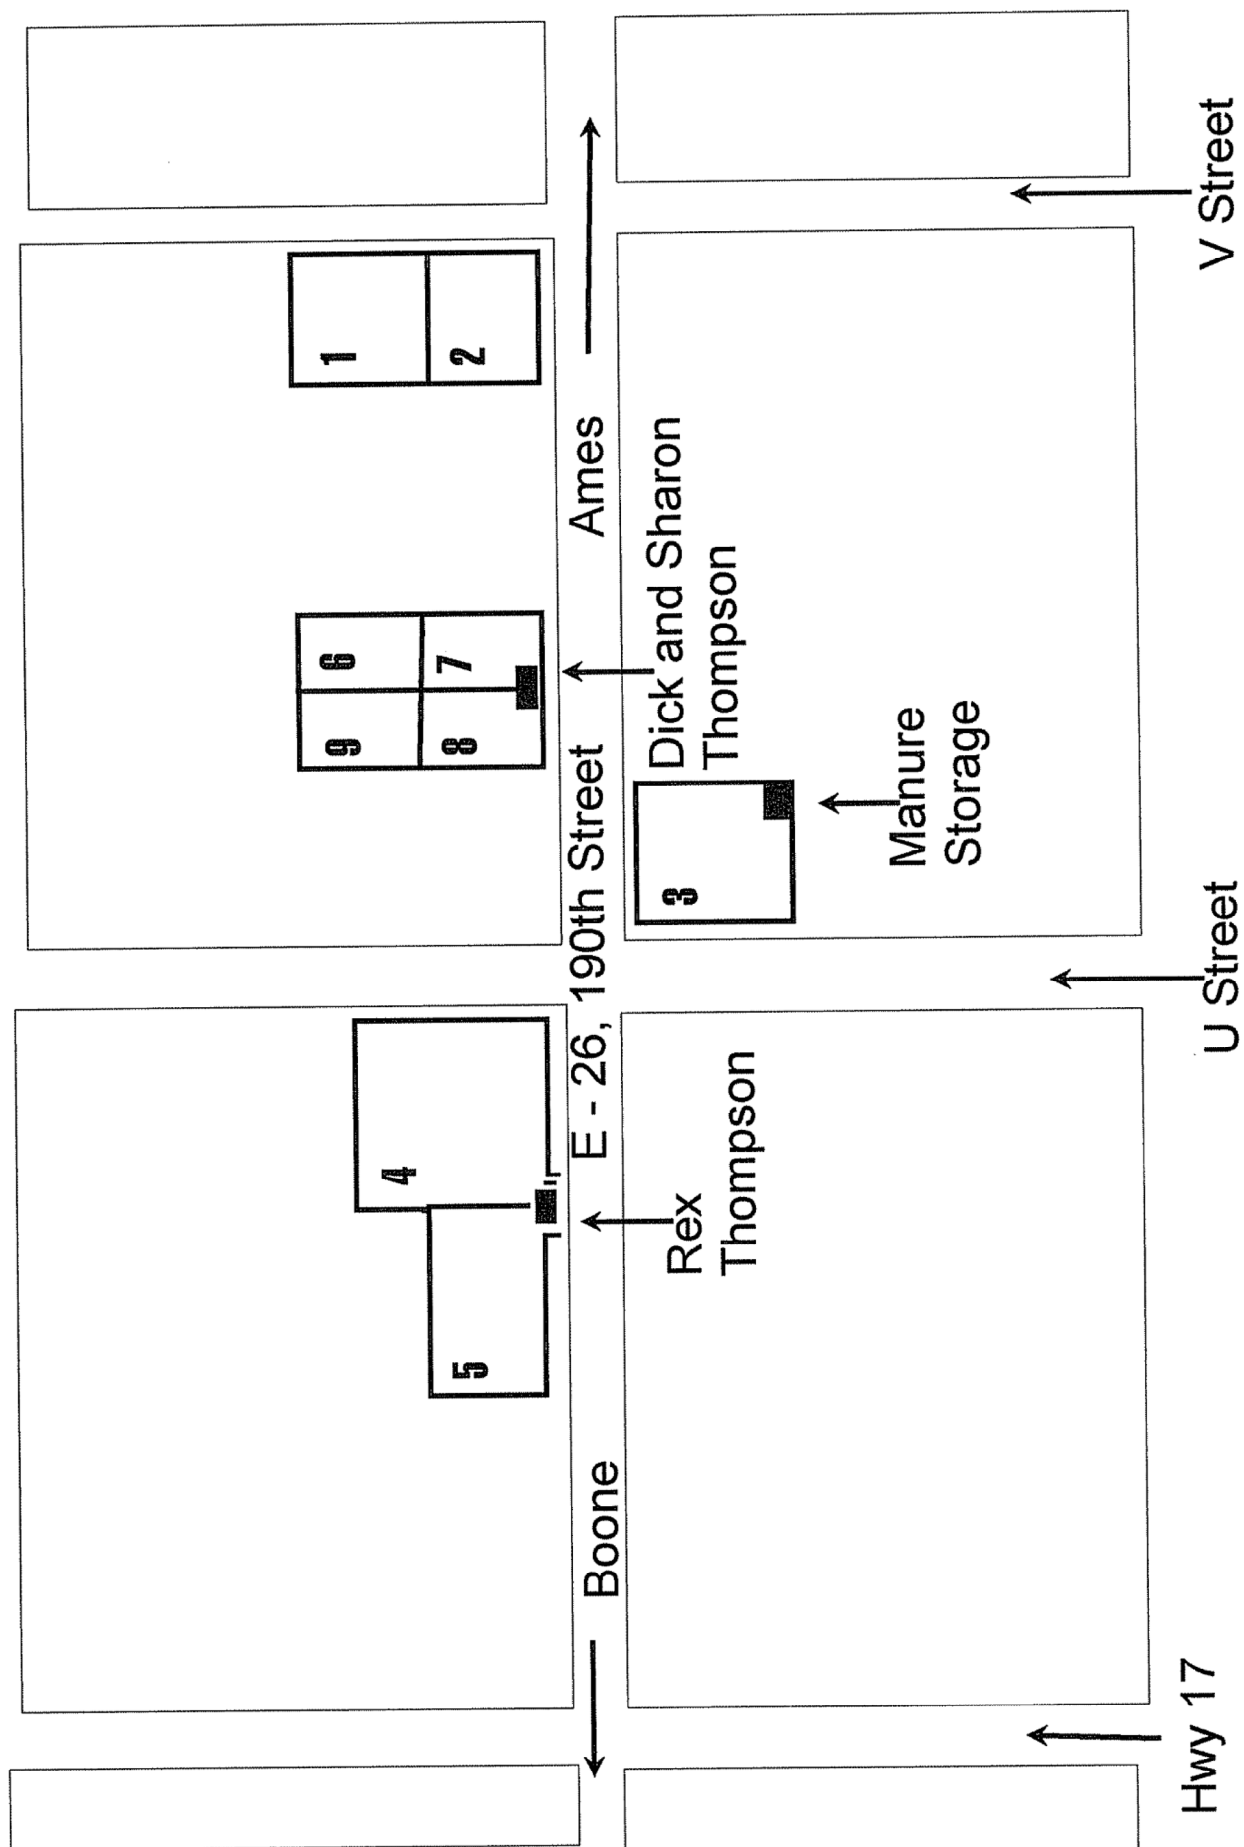 9
6
1
4
5
8
7
2
Boone
E - 26, 190th Street
Ames
Rex
Thompson
3
Dick and Sharon
Thompson
Manure
Storage
Hwy 17
U Street
V Street